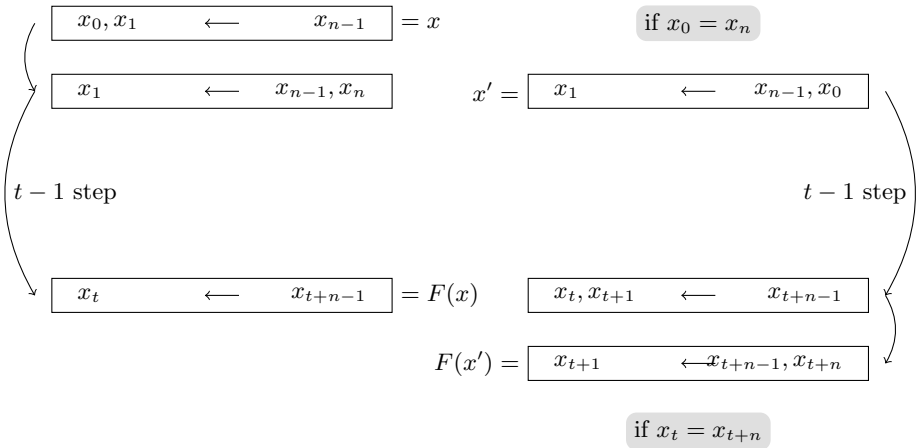 x_0, x_1 ⟵ x_{n−1} = x if x_0 = x_n
x_1 ⟵ x_{n−1}, x_n x′ = x_1 ⟵ x_{n−1}, x_0
t − 1 step t − 1 step
x_t ⟵ x_{t+n−1} = F(x) x_t, x_{t+1} ⟵ x_{t+n−1}
F(x′) = x_{t+1} ⟵ x_{t+n−1}, x_{t+n}
if x_t = x_{t+n}